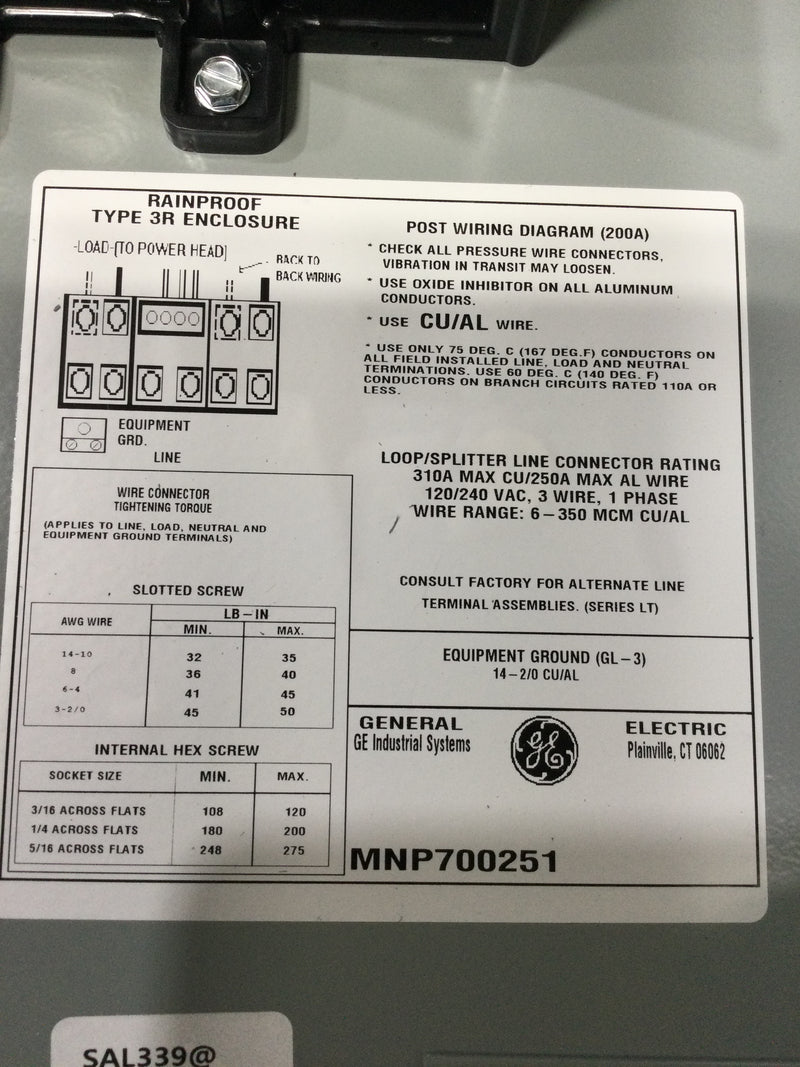 RAINPROOF
TYPE 3R ENCLOSURE
-LOAD-[TO POWER HEAD]
BACK TO
BACK WIRING
EQUIPMENT
GRD.
LINE
WIRE CONNECTOR
TIGHTENING TORQUE
(APPLIES TO LINE, LOAD, NEUTRAL AND
EQUIPMENT GROUND TERMINALS)
SLOTTED SCREW
AWG WIRE LB-IN
MIN. MAX.
14-10 32 35
8 36 40
6-4 41 45
3-2/0 45 50
INTERNAL HEX SCREW
SOCKET SIZE MIN. MAX.
3/16 ACROSS FLATS 108 120
1/4 ACROSS FLATS 180 200
5/16 ACROSS FLATS 248 275
POST WIRING DIAGRAM (200A)
* CHECK ALL PRESSURE WIRE CONNECTORS,
VIBRATION IN TRANSIT MAY LOOSEN.
* USE OXIDE INHIBITOR ON ALL ALUMINUM
CONDUCTORS.
* USE CU/AL WIRE.
* USE ONLY 75 DEG. C (167 DEG.F) CONDUCTORS ON
ALL FIELD INSTALLED LINE, LOAD AND NEUTRAL
TERMINATIONS. USE 60 DEG. C (140 DEG. F)
CONDUCTORS ON BRANCH CIRCUITS RATED 110A OR
LESS.
LOOP/SPLITTER LINE CONNECTOR RATING
310A MAX CU/250A MAX AL WIRE
120/240 VAC, 3 WIRE, 1 PHASE
WIRE RANGE: 6-350 MCM CU/AL
CONSULT FACTORY FOR ALTERNATE LINE
TERMINAL ASSEMBLIES. (SERIES LT)
EQUIPMENT GROUND (GL-3)
14-2/0 CU/AL
GENERAL GE ELECTRIC
GE Industrial Systems Plainville, CT 06062
MNP700251
SAL339@